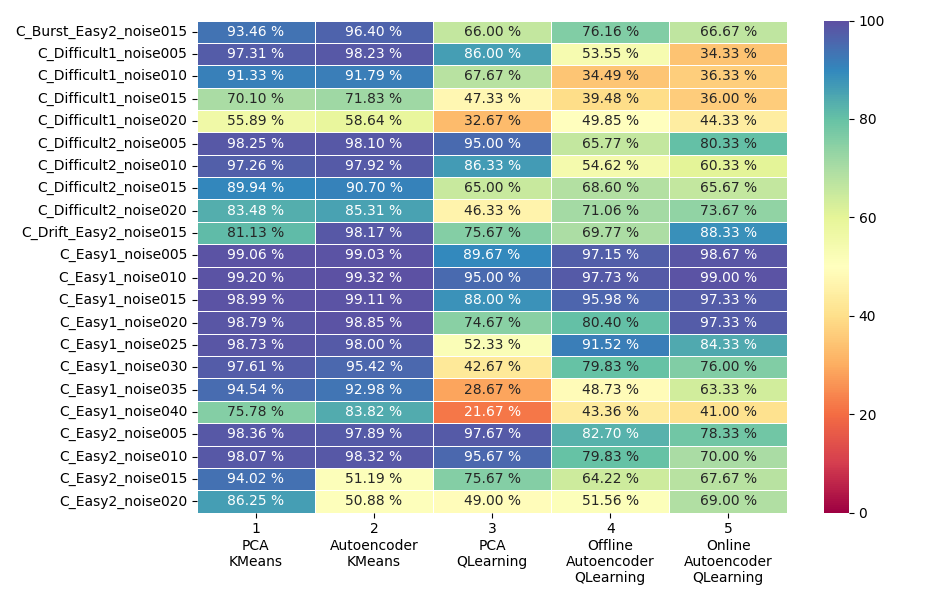 C_Burst_Easy2_noise015 93.46 % 96.40 % 66.00 % 76.16 % 66.67 %
C_Difficult1_noise005 97.31 % 98.23 % 86.00 % 53.55 % 34.33 %
C_Difficult1_noise010 91.33 % 91.79 % 67.67 % 34.49 % 36.33 %
C_Difficult1_noise015 70.10 % 71.83 % 47.33 % 39.48 % 36.00 %
C_Difficult1_noise020 55.89 % 58.64 % 32.67 % 49.85 % 44.33 %
C_Difficult2_noise005 98.25 % 98.10 % 95.00 % 65.77 % 80.33 %
C_Difficult2_noise010 97.26 % 97.92 % 86.33 % 54.62 % 60.33 %
C_Difficult2_noise015 89.94 % 90.70 % 65.00 % 68.60 % 65.67 %
C_Difficult2_noise020 83.48 % 85.31 % 46.33 % 71.06 % 73.67 %
C_Drift_Easy2_noise015 81.13 % 98.17 % 75.67 % 69.77 % 88.33 %
C_Easy1_noise005 99.06 % 99.03 % 89.67 % 97.15 % 98.67 %
C_Easy1_noise010 99.20 % 99.32 % 95.00 % 97.73 % 99.00 %
C_Easy1_noise015 98.99 % 99.11 % 88.00 % 95.98 % 97.33 %
C_Easy1_noise020 98.79 % 98.85 % 74.67 % 80.40 % 97.33 %
C_Easy1_noise025 98.73 % 98.00 % 52.33 % 91.52 % 84.33 %
C_Easy1_noise030 97.61 % 95.42 % 42.67 % 79.83 % 76.00 %
C_Easy1_noise035 94.54 % 92.98 % 28.67 % 48.73 % 63.33 %
C_Easy1_noise040 75.78 % 83.82 % 21.67 % 43.36 % 41.00 %
C_Easy2_noise005 98.36 % 97.89 % 97.67 % 82.70 % 78.33 %
C_Easy2_noise010 98.07 % 98.32 % 95.67 % 79.83 % 70.00 %
C_Easy2_noise015 94.02 % 51.19 % 75.67 % 64.22 % 67.67 %
C_Easy2_noise020 86.25 % 50.88 % 49.00 % 51.56 % 69.00 %
1 2 3 4 5
PCA Autoencoder PCA Offline Online
KMeans KMeans QLearning Autoencoder Autoencoder
QLearning QLearning
100
80
60
40
20
0